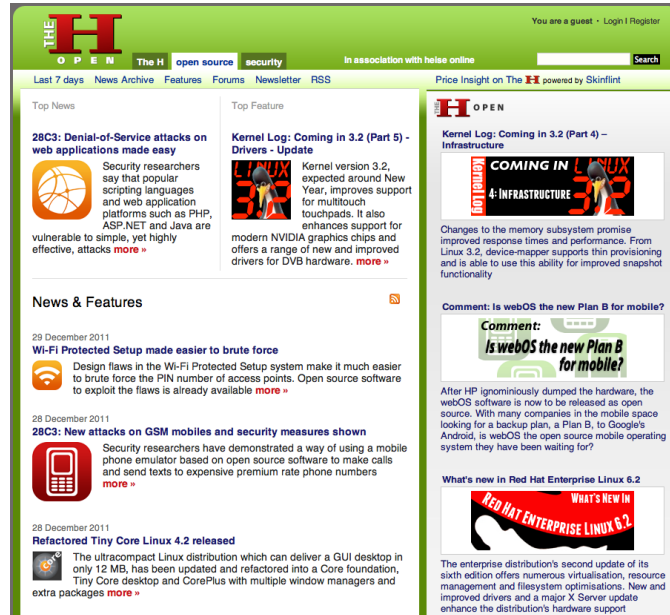 THE H
OPEN
The H
open source
security
In association with heise online
You are a guest • Login I Register
Search
Last 7 days News Archive Features Forums Newsletter RSS
Price Insight on The H powered by Skinflint
Top News
28C3: Denial-of-Service attacks on
web applications made easy
Security researchers
say that popular
scripting languages
and web application
platforms such as PHP,
ASP.NET and Java are
vulnerable to simple, yet highly
effective, attacks more »
Top Feature
Kernel Log: Coming in 3.2 (Part 5) -
Drivers - Update
LINUX
3.2
Kernel version 3.2,
expected around New
Year, improves support
for multitouch
touchpads. It also
enhances support for
modern NVIDIA graphics chips and
offers a range of new and improved
drivers for DVB hardware. more »
News & Features
29 December 2011
Wi-Fi Protected Setup made easier to brute force
Design flaws in the Wi-Fi Protected Setup system make it much easier
to brute force the PIN number of access points. Open source software
to exploit the flaws is already available more »
28 December 2011
28C3: New attacks on GSM mobiles and security measures shown
Security researchers have demonstrated a way of using a mobile
phone emulator based on open source software to make calls
and send texts to expensive premium rate phone numbers
more »
28 December 2011
Refactored Tiny Core Linux 4.2 released
core
The ultracompact Linux distribution which can deliver a GUI desktop in
only 12 MB, has been updated and refactored into a Core foundation,
Tiny Core desktop and CorePlus with multiple window managers and
extra packages more »
THE H OPEN
Kernel Log: Coming in 3.2 (Part 4) –
Infrastructure
Kernel Log
COMING IN
4: INFRASTRUCTURE
LINUX
3.2
Changes to the memory subsystem promise
improved response times and performance. From
Linux 3.2, device-mapper supports thin provisioning
and is able to use this ability for improved snapshot
functionality
Comment: Is webOS the new Plan B for mobile?
Comment:
Is webOS the new Plan B
for mobile?
After HP ignominiously dumped the hardware, the
webOS software is now to be released as open
source. With many companies in the mobile space
looking for a backup plan, a Plan B, to Google's
Android, is webOS the open source mobile operating
system they have been waiting for?
What's new in Red Hat Enterprise Linux 6.2
WHAT'S NEW IN
RED HAT ENTERPRISE LINUX 6.2
The enterprise distribution's second update of its
sixth edition offers numerous virtualisation, resource
management and filesystem optimisations. New and
improved drivers and a major X Server update
enhance the distribution's hardware support